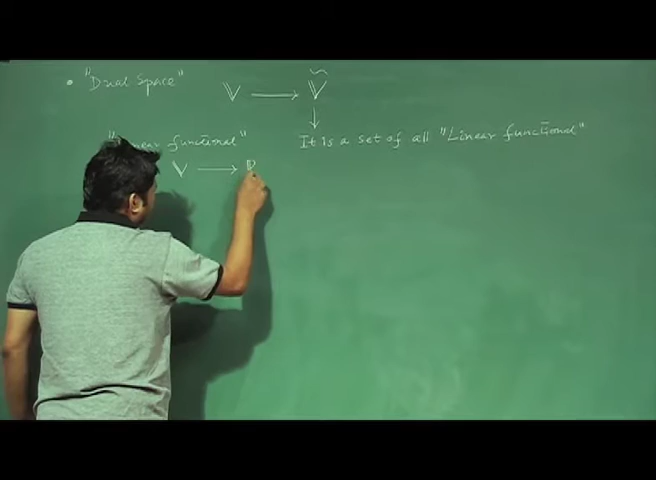 • "Dual Space"
𝕍 ⟶ 𝕍̃
↓
It is a set of all "Linear functional"
"Linear functional"
𝕍 ⟶